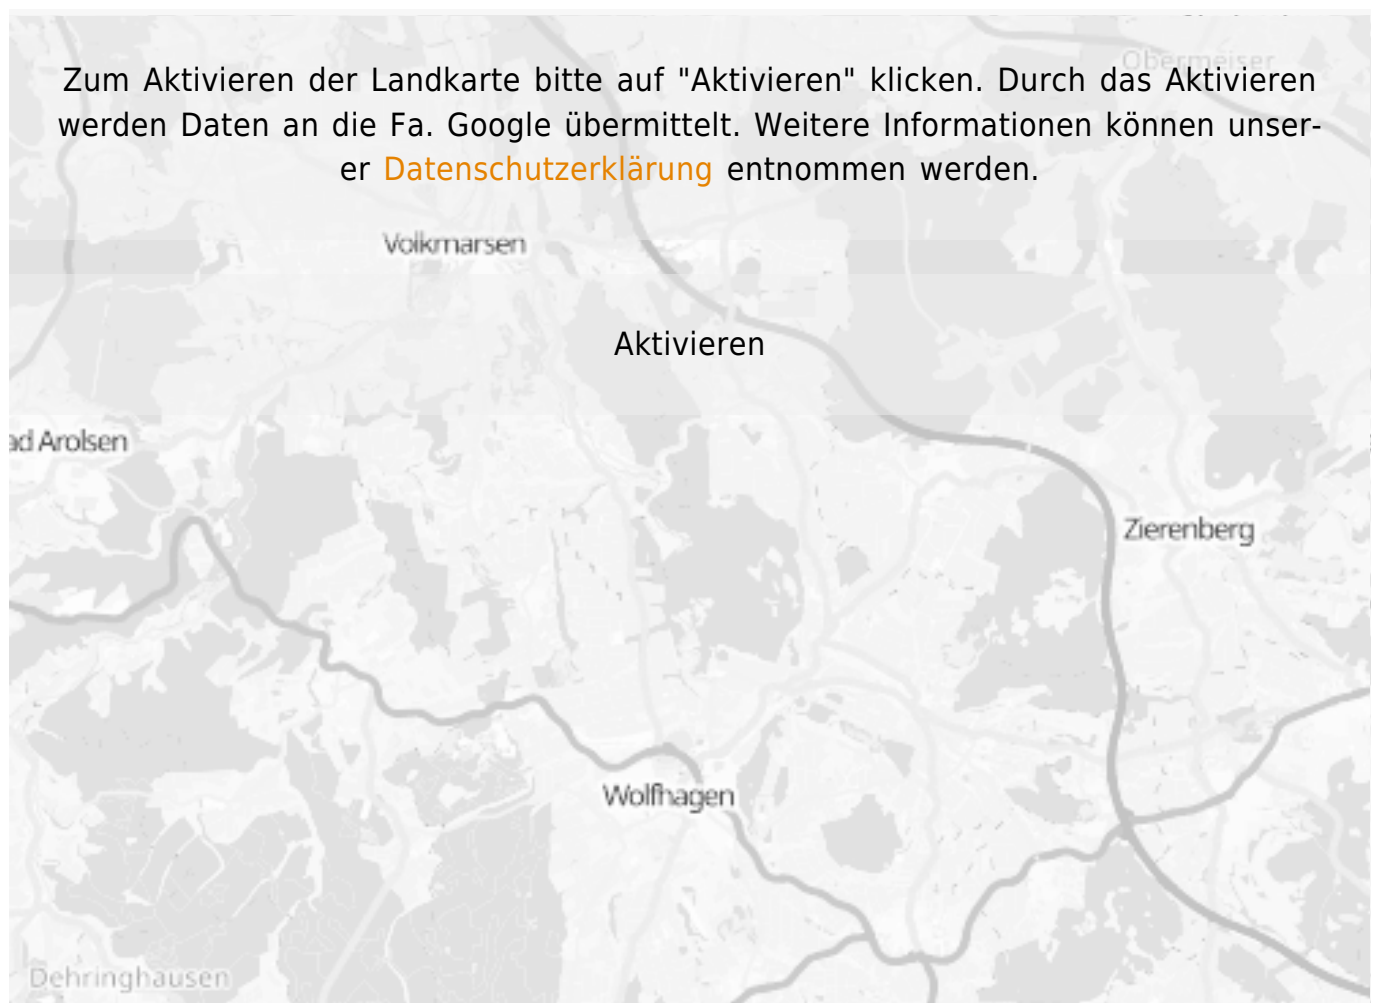 Obermeiser
Zum Aktivieren der Landkarte bitte auf "Aktivieren" klicken. Durch das Aktivieren
werden Daten an die Fa. Google übermittelt. Weitere Informationen können unser-
er Datenschutzerklärung entnommen werden.
Volkmarsen
Aktivieren
ad Arolsen
Zierenberg
Wolfhagen
Dehringhausen